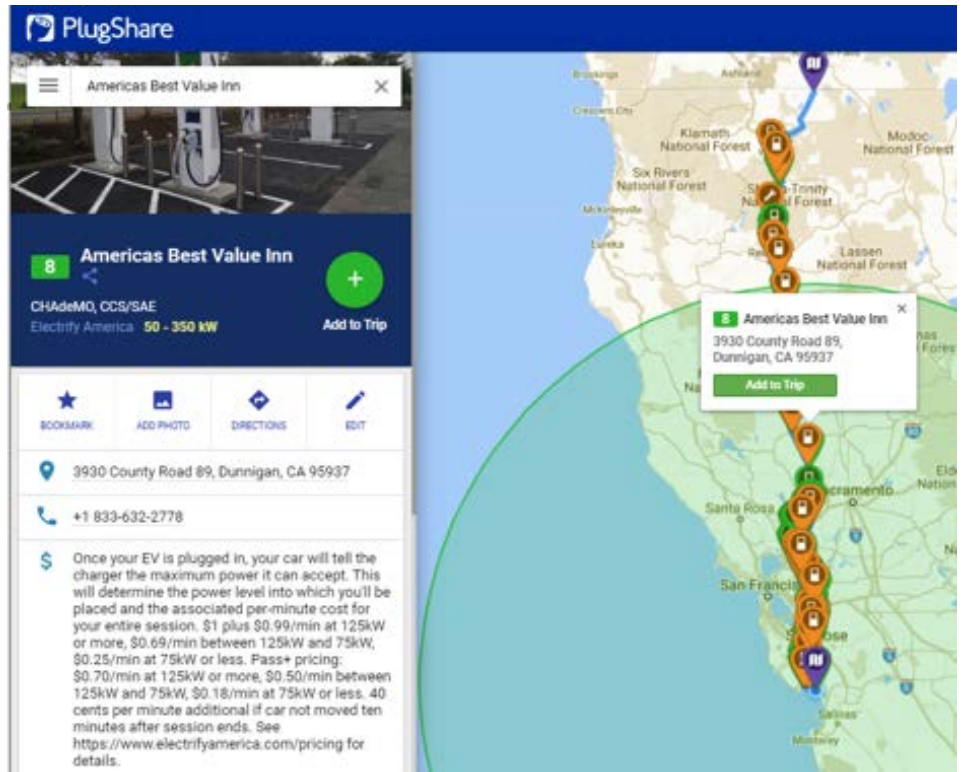 PlugShare
Americas Best Value Inn
8 Americas Best Value Inn
CHAdeMO, CCS/SAE
Electrify America 50 - 350 kW
Add to Trip
BOOKMARK
ADD PHOTO
DIRECTIONS
EDIT
3930 County Road 89, Dunnigan, CA 95937
+1 833-632-2778
$ Once your EV is plugged in, your car will tell the
charger the maximum power it can accept. This
will determine the power level into which you'll be
placed and the associated per-minute cost for
your entire session. $1 plus $0.99/min at 125kW
or more, $0.69/min between 125kW and 75kW,
$0.25/min at 75kW or less. Pass+ pricing:
$0.70/min at 125kW or more, $0.50/min between
125kW and 75kW, $0.18/min at 75kW or less. 40
cents per minute additional if car not moved ten
minutes after session ends. See
https://www.electrifyamerica.com/pricing for
details.
Brookings
Ashland
Crescent City
Klamath
National Forest
Modoc
National Forest
Six Rivers
National Forest
McKinleyville
Eureka
Lassen
National Forest
8 Americas Best Value Inn
3930 County Road 89,
Dunnigan, CA 95937
Add to Trip
Santa Rosa
San Francis
Salinas
Monterey